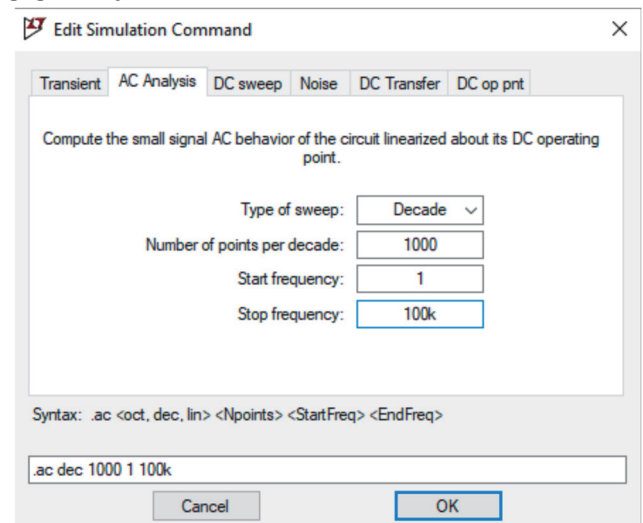 Edit Simulation Command
Transient AC Analysis DC sweep Noise DC Transfer DC op pnt
Compute the small signal AC behavior of the circuit linearized about its DC operating
point.
Type of sweep: Decade
Number of points per decade: 1000
Start frequency: 1
Stop frequency: 100k
Syntax: .ac <oct, dec, lin> <Npoints> <StartFreq> <EndFreq>
.ac dec 1000 1 100k
Cancel OK